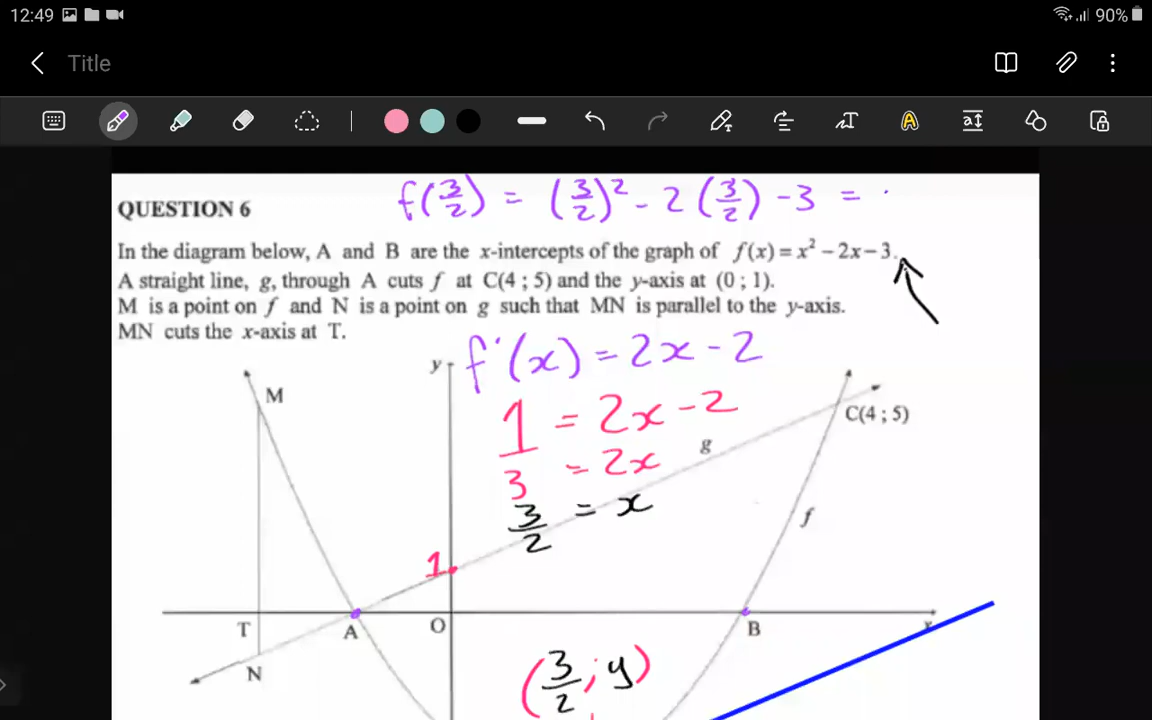 12:49 90%
Title
f(3/2) = (3/2)² - 2(3/2) - 3 =
QUESTION 6
In the diagram below, A and B are the x-intercepts of the graph of f(x) = x² − 2x − 3.
A straight line, g, through A cuts f at C(4 ; 5) and the y-axis at (0 ; 1).
M is a point on f and N is a point on g such that MN is parallel to the y-axis.
MN cuts the x-axis at T.
y
f'(x) = 2x - 2
M
1 = 2x - 2
C(4 ; 5)
g
3 = 2x
3/2 = x
f
1
T A O B x
N
(3/2 ; y)